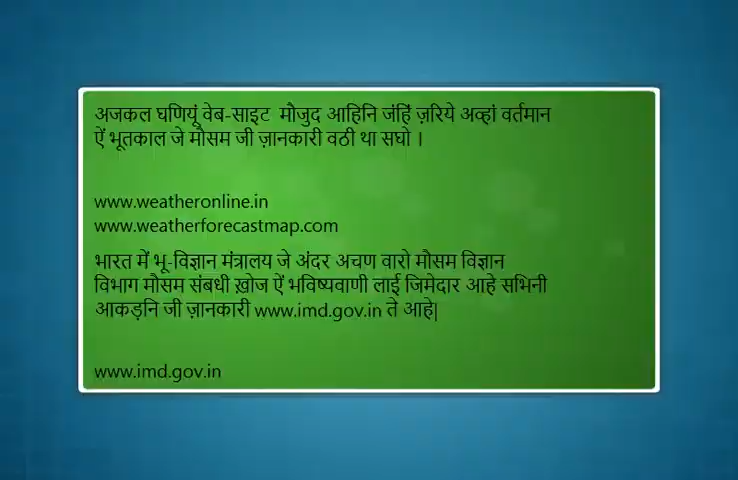 अजकल घणियूं वेब-साइट मौजुद आहिनि जंहिं ज़रिये अव्हां वर्तमान
ऐं भूतकाल जे मौसम जी ज़ानकारी वठी था सघो ।
www.weatheronline.in
www.weatherforecastmap.com
भारत में भू-विज्ञान मंत्रालय जे अंदर अचण वारो मौसम विज्ञान
विभाग मौसम संबधी ख़ोज ऐं भविष्यवाणी लाई जिमेदार आहे सभिनी
आकड़नि जी ज़ानकारी www.imd.gov.in ते आहे|
www.imd.gov.in